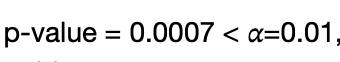 p-value = 0.0007 < α=0.01,